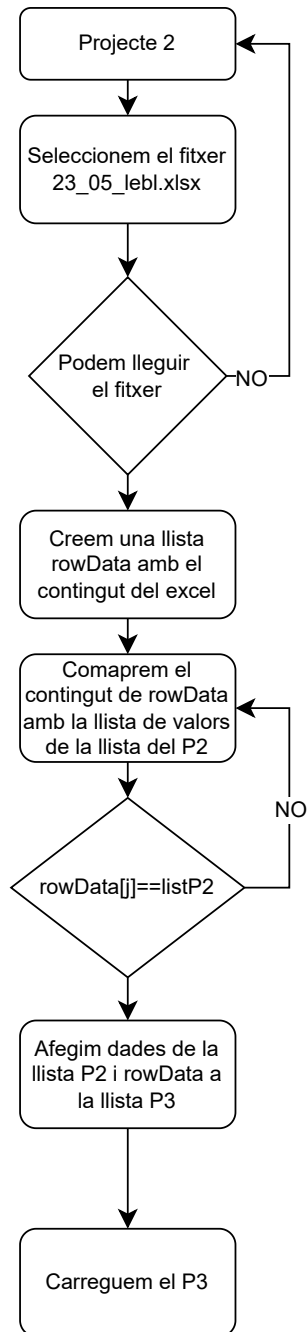 Projecte 2
Seleccionem el fitxer
23_05_lebl.xlsx
Podem lleguir
el fitxer
NO
Creem una llista
rowData amb el
contingut del excel
Comaprem el
contingut de rowData
amb la llista de valors
de la llista del P2
NO
rowData[j]==listP2
Afegim dades de la
llista P2 i rowData a
la llista P3
Carreguem el P3